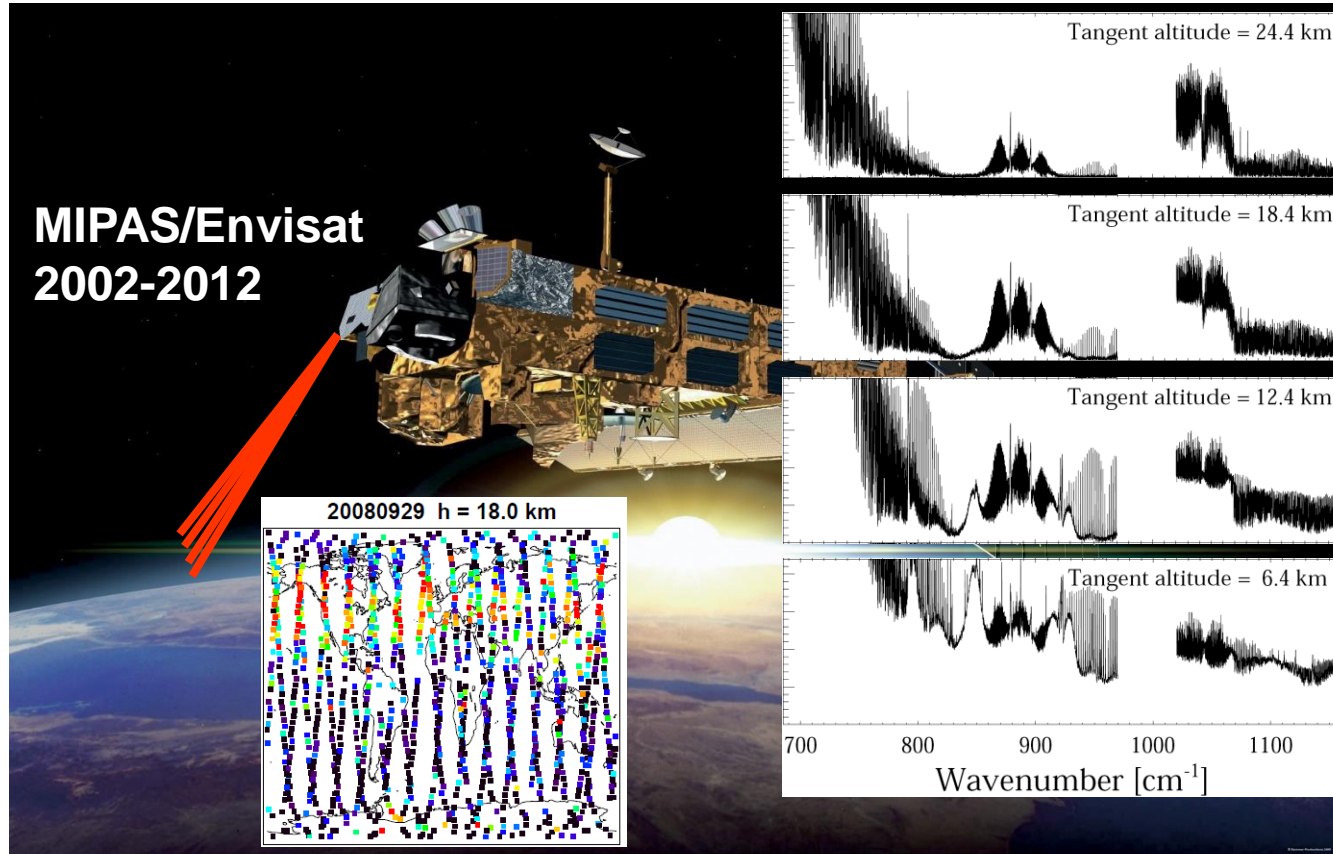 MIPAS/Envisat
2002-2012
20080929 h = 18.0 km
Tangent altitude = 24.4 km
Tangent altitude = 18.4 km
Tangent altitude = 12.4 km
Tangent altitude = 6.4 km
700 800 900 1000 1100
Wavenumber [cm⁻¹]